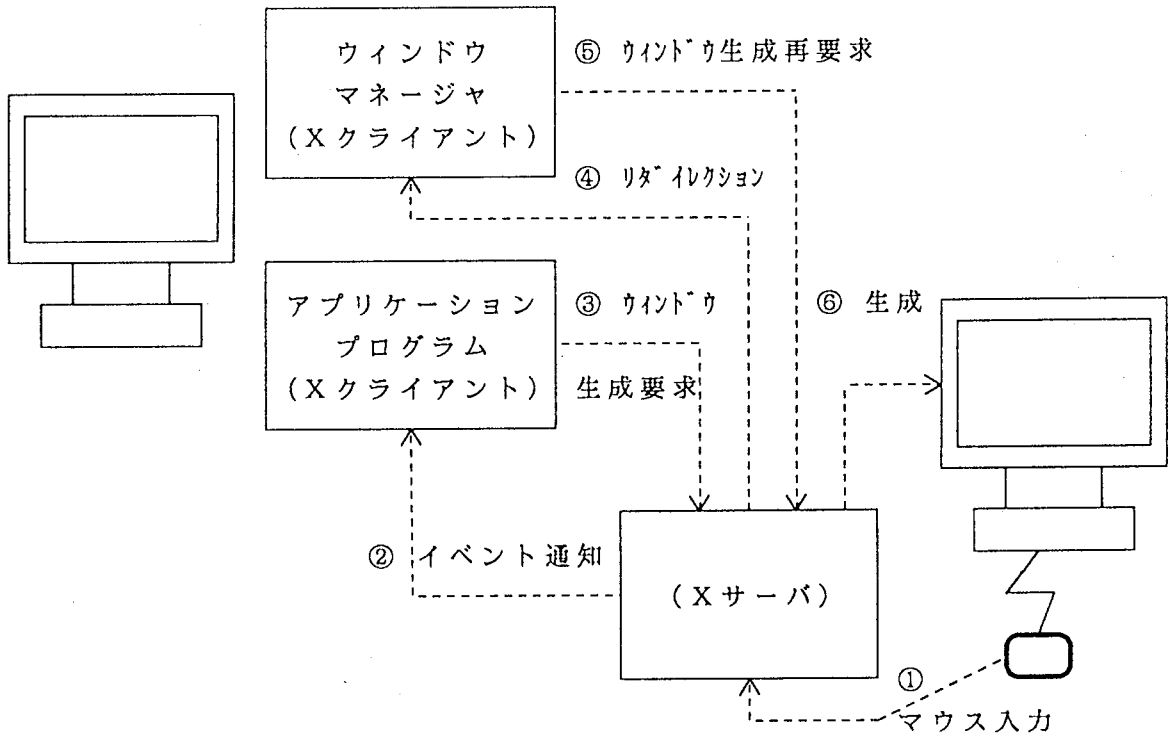 ウィンドウ
マネージャ
(Xクライアント)
⑤ ウィンドウ生成再要求
④ リダイレクション
アプリケーション
プログラム
(Xクライアント)
③ ウィンドウ
生成要求
⑥ 生成
② イベント通知
(Xサーバ)
①
マウス入力